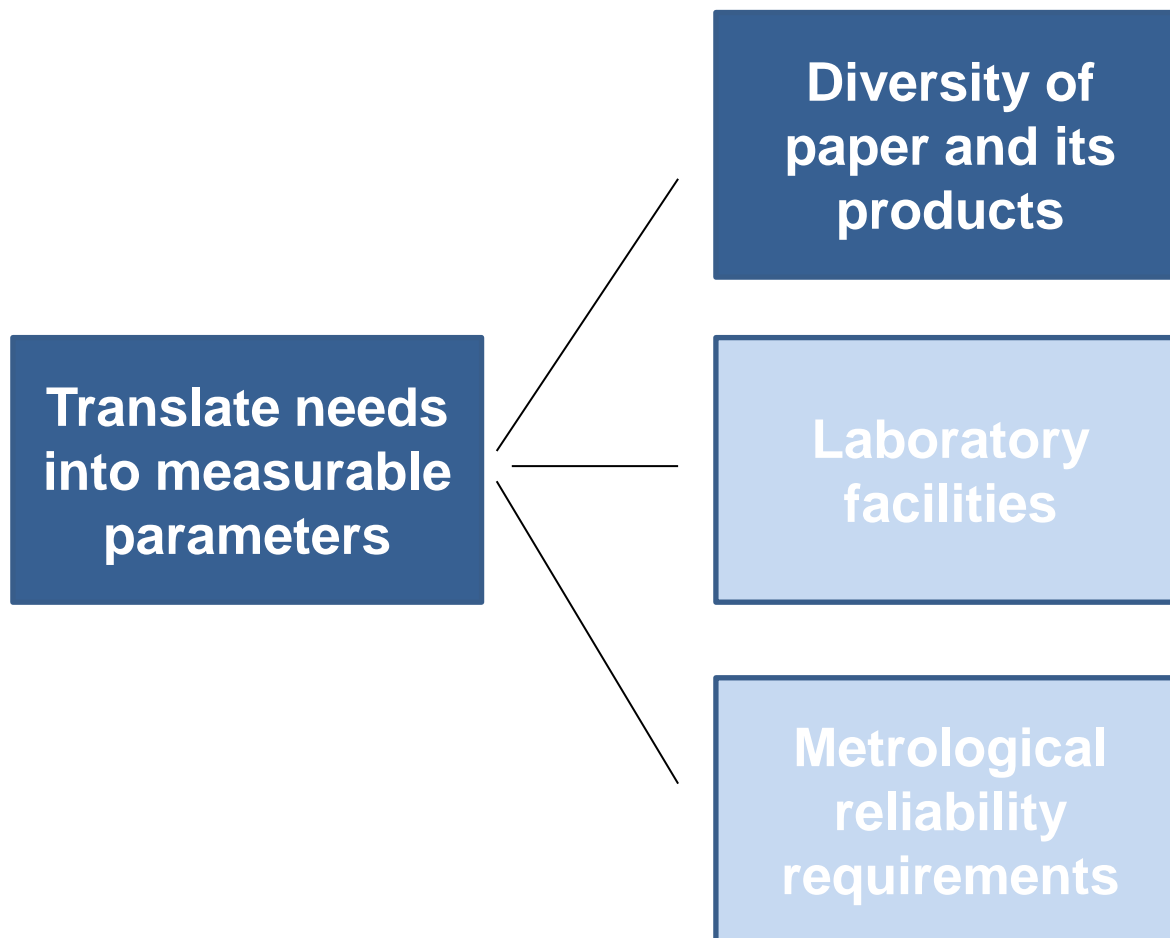 Diversity of
paper and its
products
Translate needs
into measurable
parameters
Laboratory
facilities
Metrological
reliability
requirements